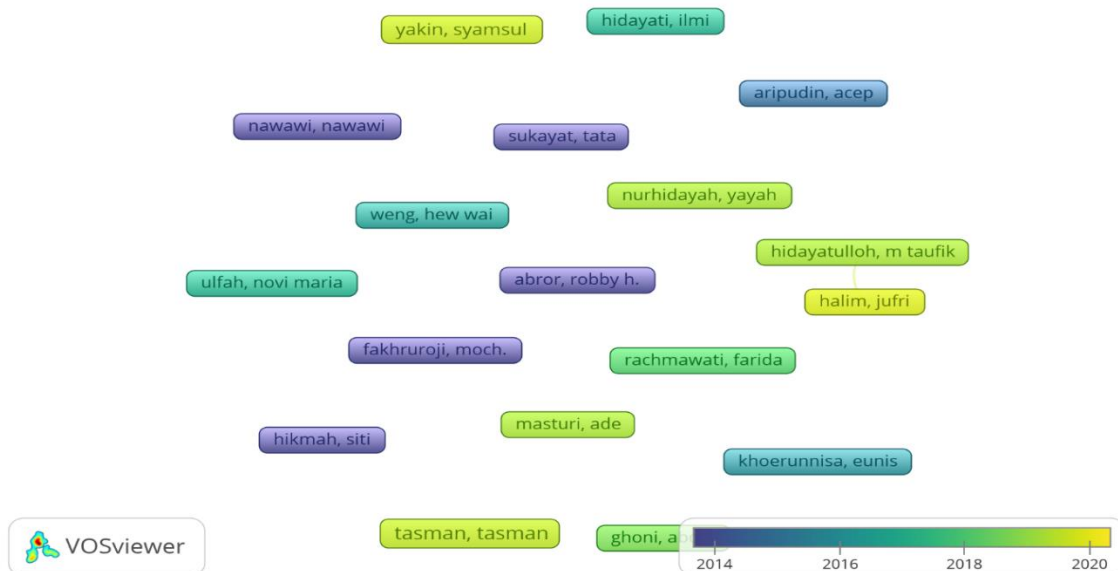 yakin, syamsul
hidayati, ilmi
aripudin, acep
nawawi, nawawi
sukayat, tata
nurhidayah, yayah
weng, hew wai
hidayatulloh, m taufik
ulfah, novi maria
abror, robby h.
halim, jufri
fakhruroji, moch.
rachmawati, farida
masturi, ade
hikmah, siti
khoerunnisa, eunis
tasman, tasman
ghoni,
VOSviewer
2014 2016 2018 2020